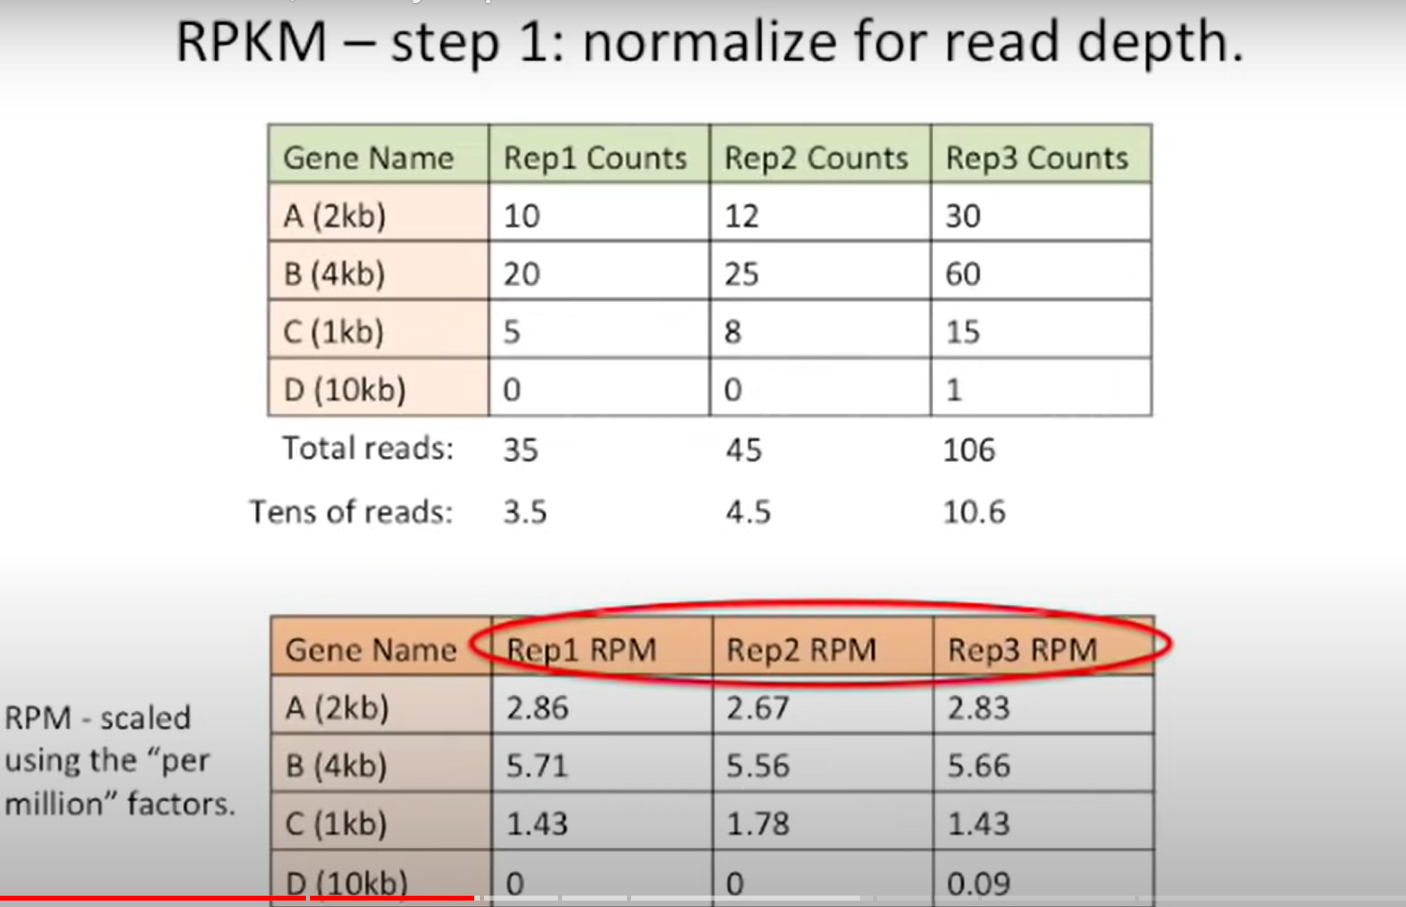 RPKM – step 1: normalize for read depth.
Gene Name Rep1 Counts Rep2 Counts Rep3 Counts
A (2kb) 10 12 30
B (4kb) 20 25 60
C (1kb) 5 8 15
D (10kb) 0 0 1
Total reads: 35 45 106
Tens of reads: 3.5 4.5 10.6
Gene Name Rep1 RPM Rep2 RPM Rep3 RPM
A (2kb) 2.86 2.67 2.83
B (4kb) 5.71 5.56 5.66
C (1kb) 1.43 1.78 1.43
D (10kb) 0 0 0.09
RPM - scaled
using the “per
million” factors.